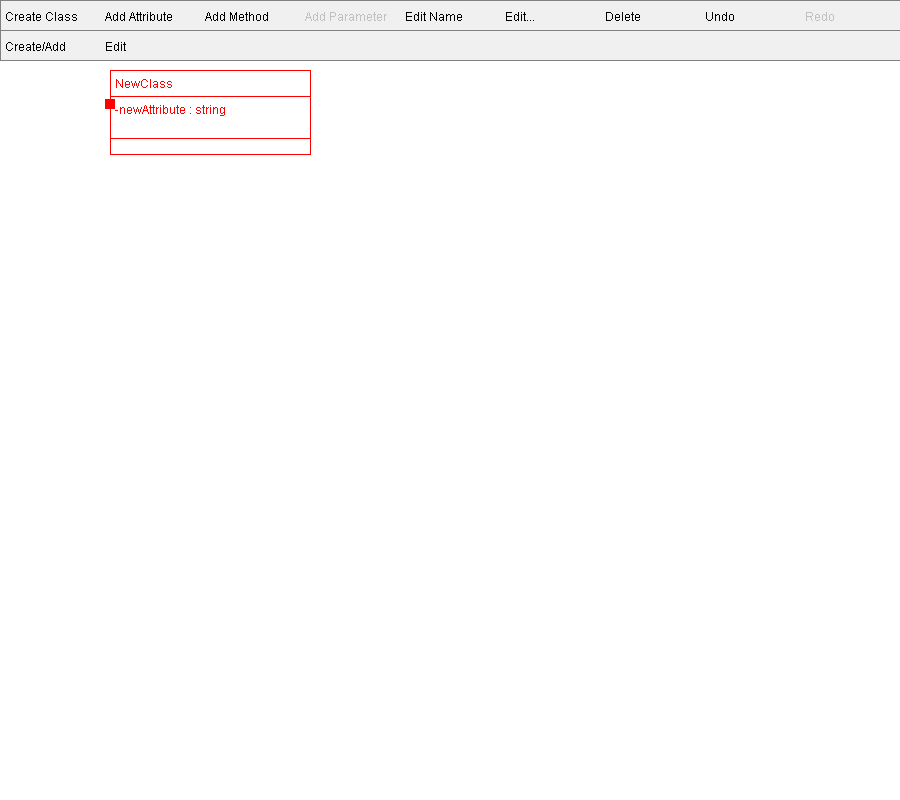 Create Class Add Attribute Add Method Add Parameter Edit Name Edit... Delete Undo Redo
Create/Add Edit
NewClass
-newAttribute : string